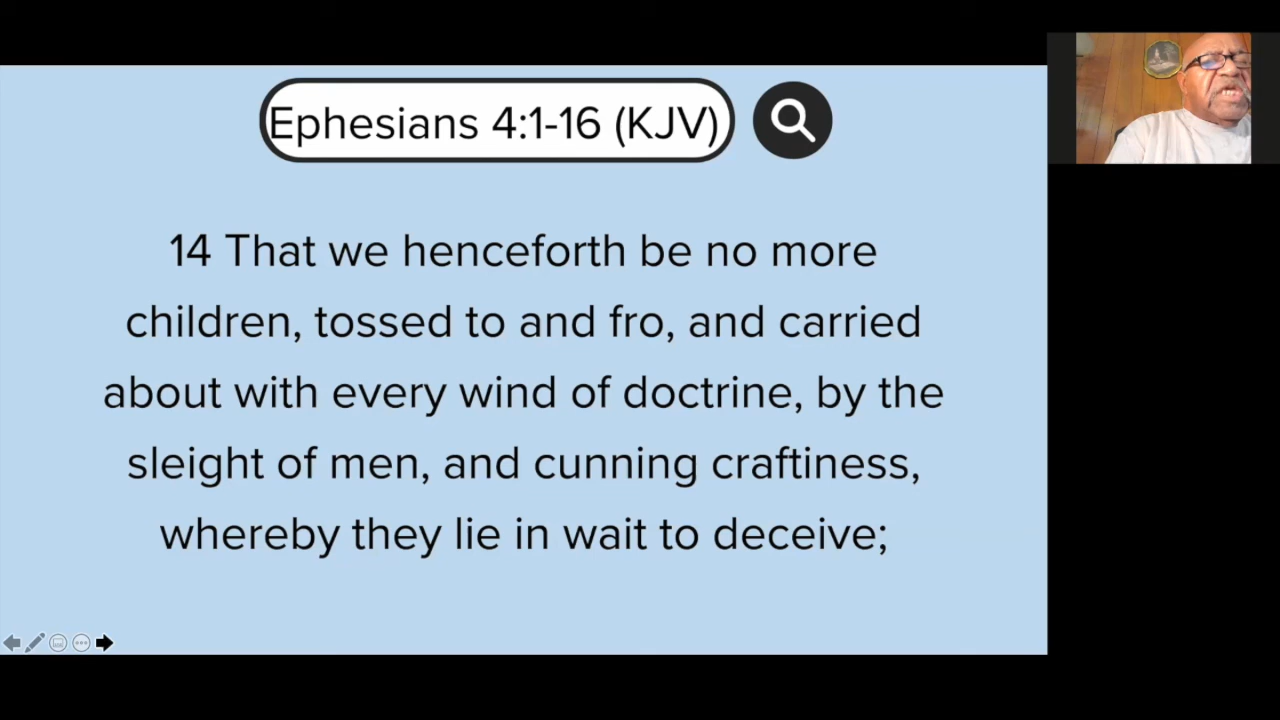 Ephesians 4:1-16 (KJV)
14 That we henceforth be no more
children, tossed to and fro, and carried
about with every wind of doctrine, by the
sleight of men, and cunning craftiness,
whereby they lie in wait to deceive;